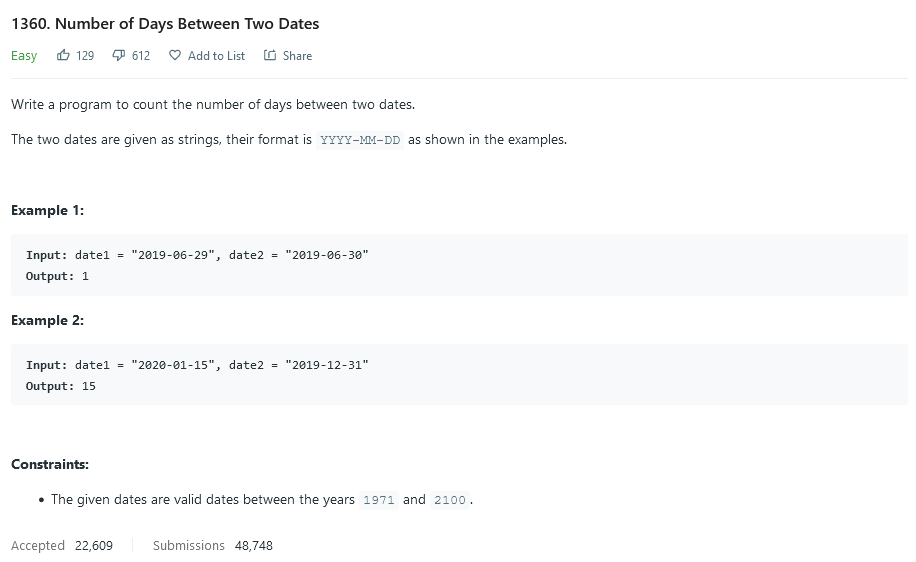 1360. Number of Days Between Two Dates
Easy 129 612 Add to List Share
Write a program to count the number of days between two dates.
The two dates are given as strings, their format is YYYY-MM-DD as shown in the examples.
Example 1:
Input: date1 = "2019-06-29", date2 = "2019-06-30"
Output: 1
Example 2:
Input: date1 = "2020-01-15", date2 = "2019-12-31"
Output: 15
Constraints:
• The given dates are valid dates between the years 1971 and 2100.
Accepted 22,609 Submissions 48,748